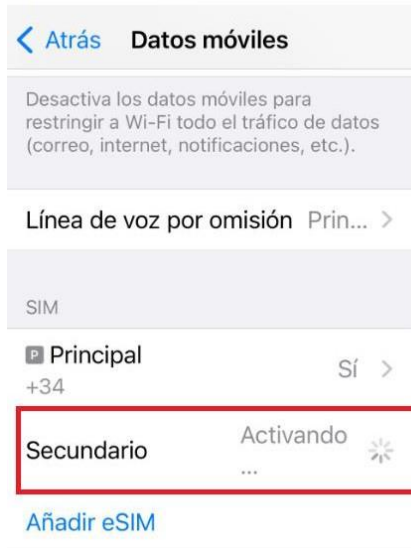 Atrás Datos móviles
Desactiva los datos móviles para
restringir a Wi-Fi todo el tráfico de datos
(correo, internet, notificaciones, etc.).
Línea de voz por omisión Prin...
SIM
P Principal
Sí
+34
Secundario
Activando
...
Añadir eSIM